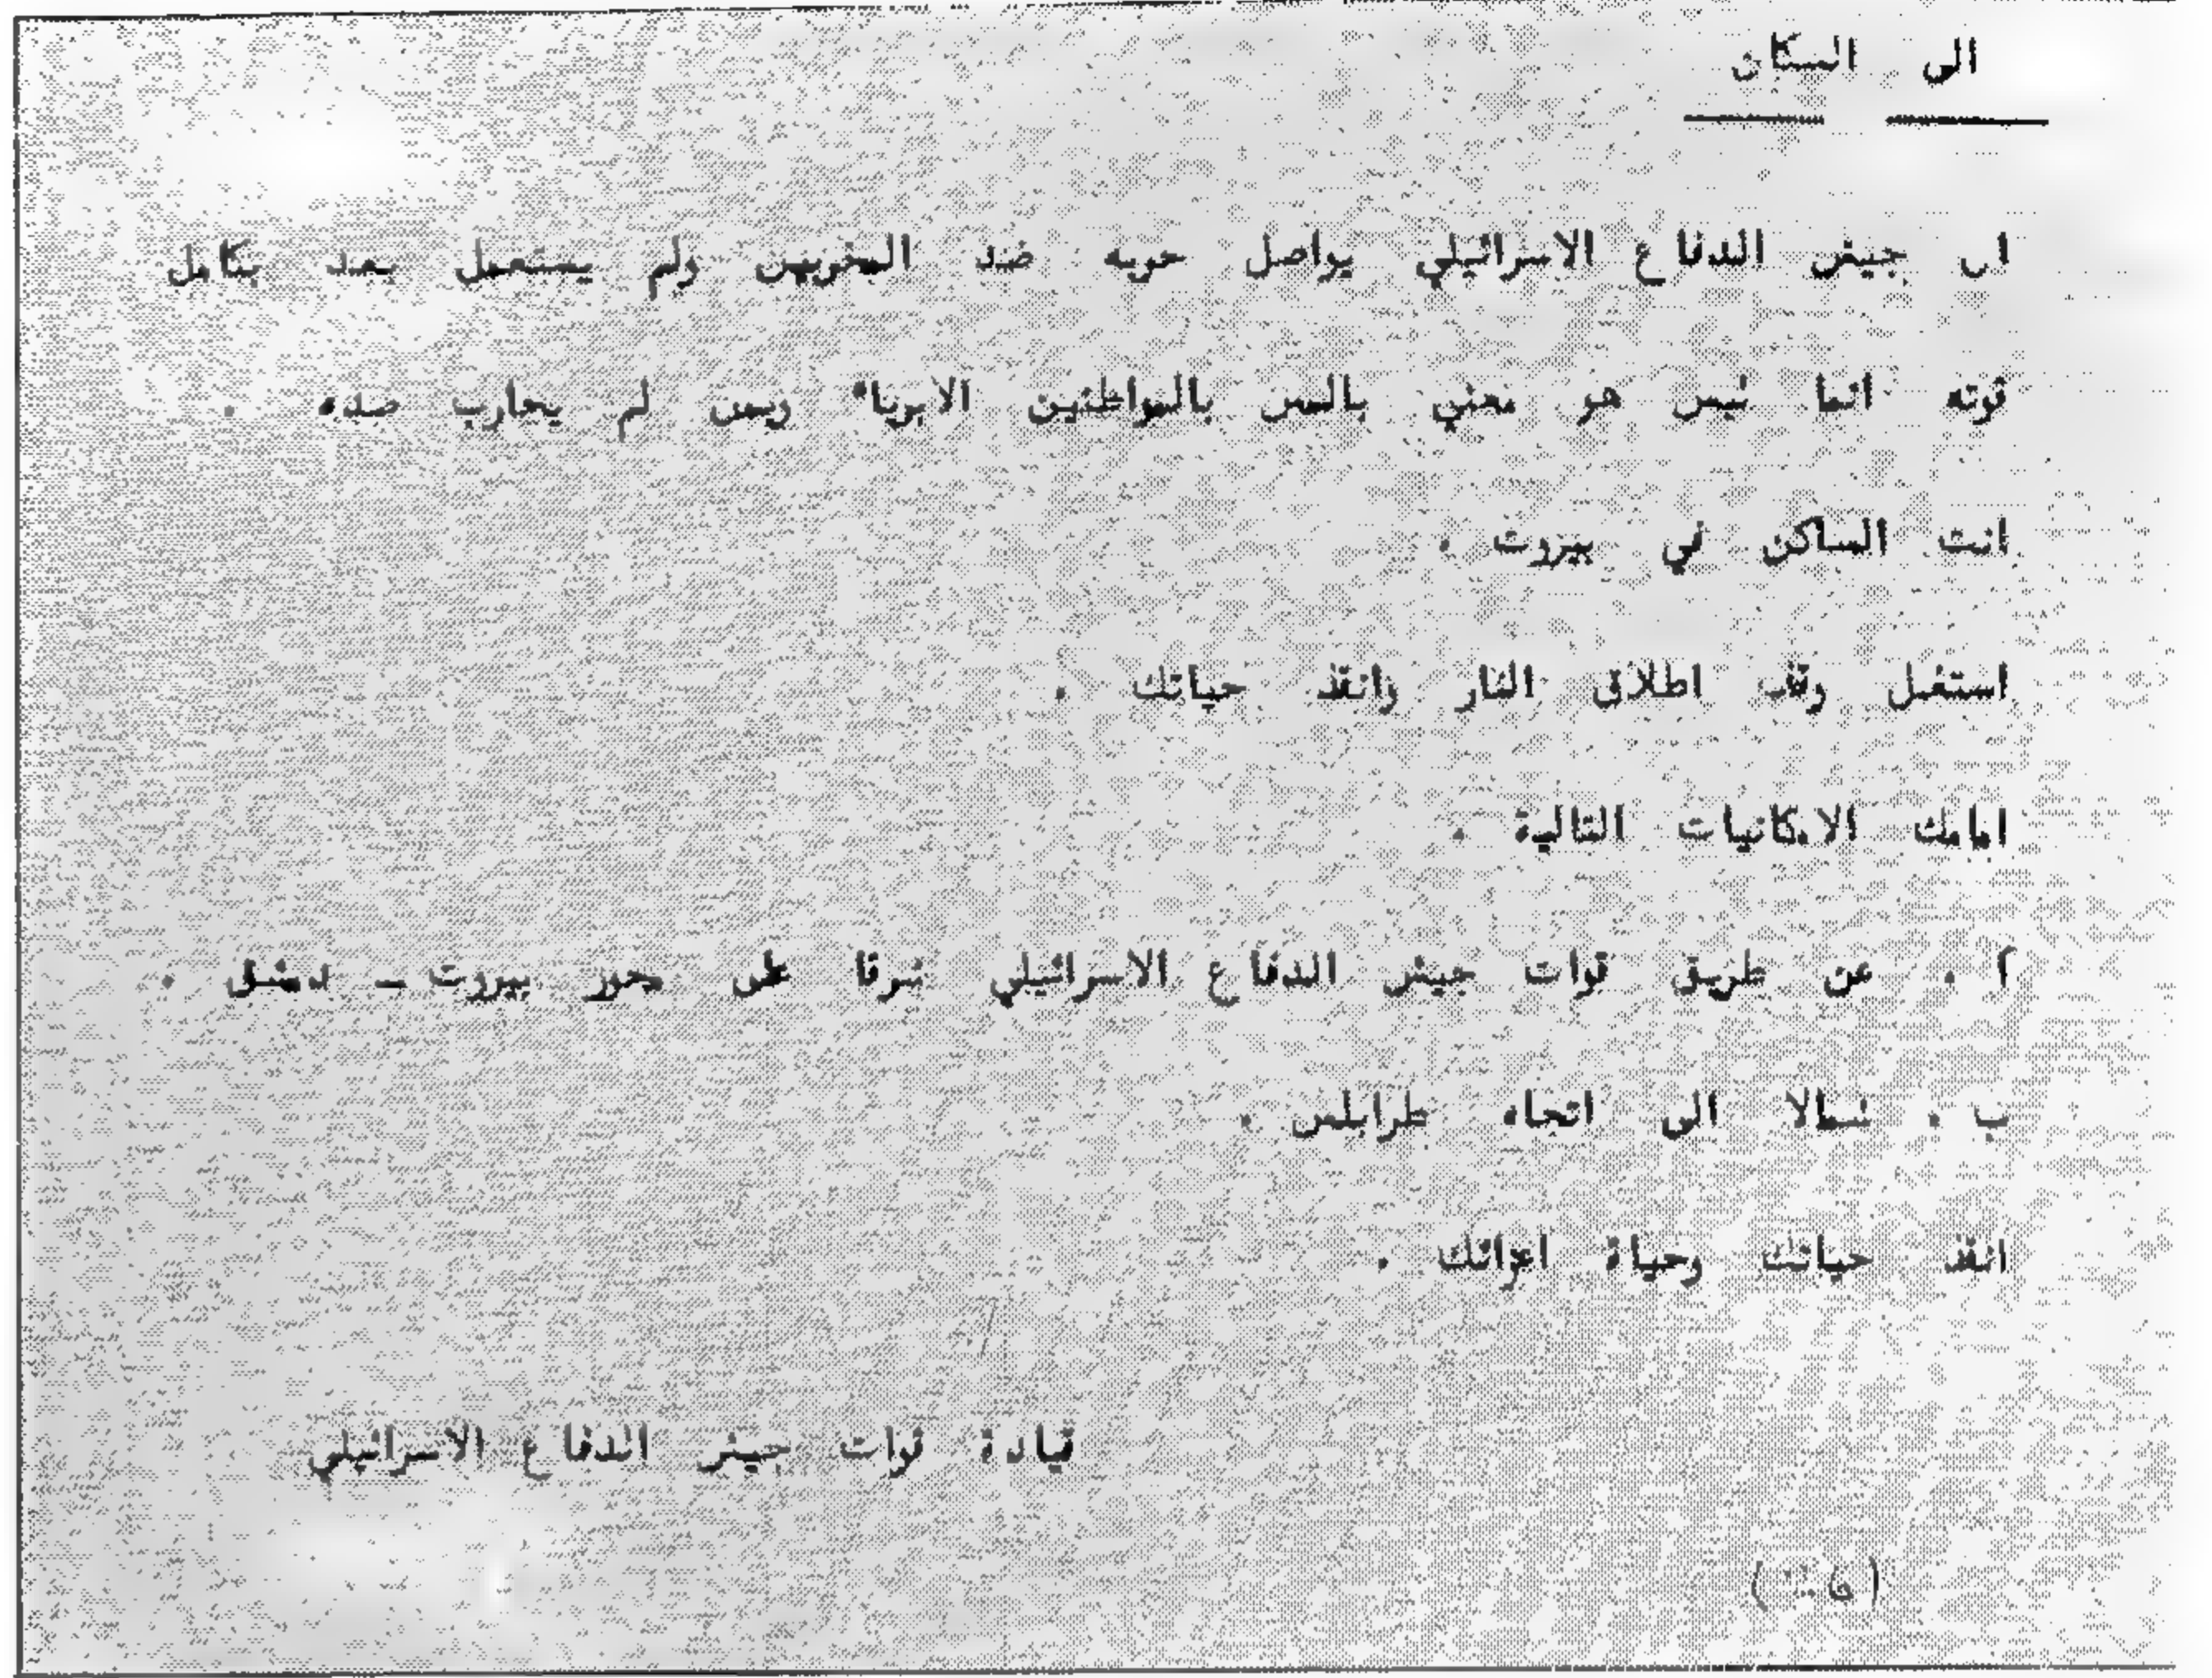 الى السكان
ان جيش الدفاع الاسرائيلي يواصل حربه ضد المخربين ولم يستعمل بعد بكامل
قوته انما ليس هو معني بالمس بالمواطنين الابرياء وبمن لم يحارب ضده .
انت الساكن في بيروت .
استغل وقف اطلاق النار وانقذ حياتك .
امامك الامكانيات التالية .
أ . عن طريق قوات جيش الدفاع الاسرائيلي شرقا على محور بيروت ـ دمشق .
ب . شمالا الى اتجاه طرابلس .
انقذ حياتك وحياة اعزائك .
قيادة قوات جيش الدفاع الاسرائيلي